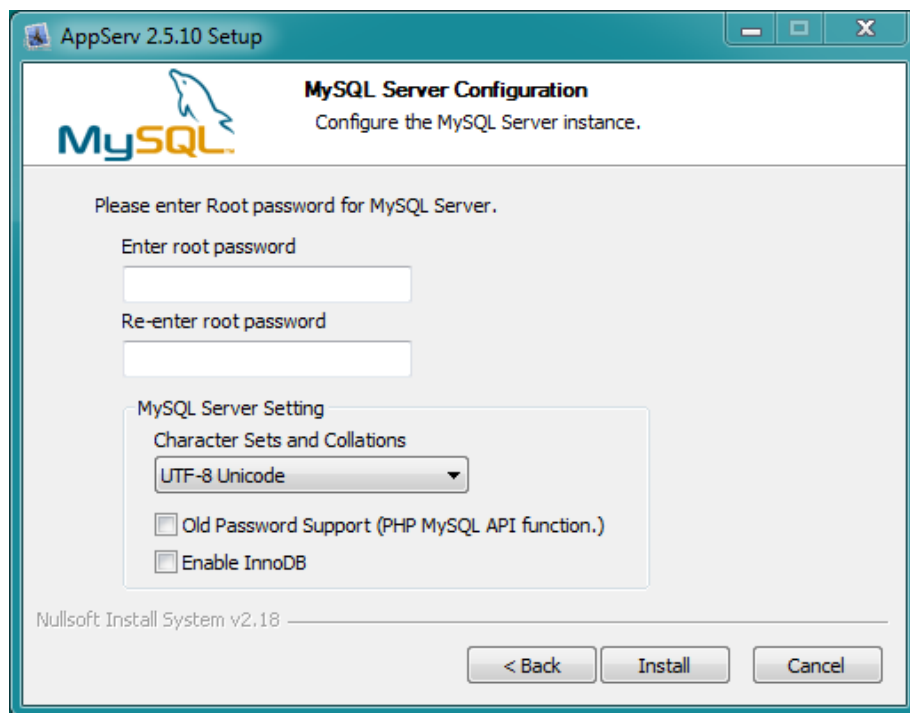 AppServ 2.5.10 Setup
MySQL
MySQL Server Configuration
Configure the MySQL Server instance.
Please enter Root password for MySQL Server.
Enter root password
Re-enter root password
MySQL Server Setting
Character Sets and Collations
UTF-8 Unicode
Old Password Support (PHP MySQL API function.)
Enable InnoDB
Nullsoft Install System v2.18
< Back
Install
Cancel